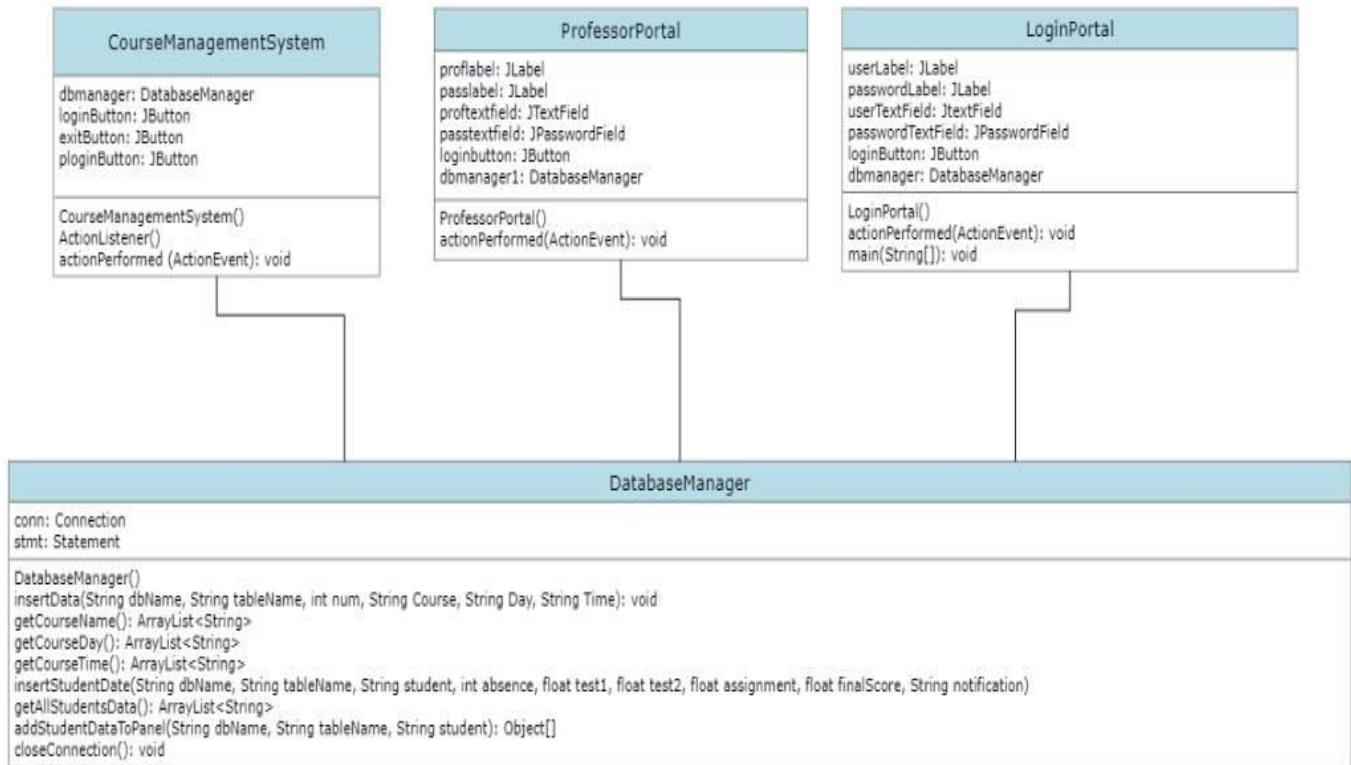 CourseManagementSystem
dbmanager: DatabaseManager
loginButton: JButton
exitButton: JButton
ploginButton: JButton
CourseManagementSystem()
ActionListener()
actionPerformed (ActionEvent): void
ProfessorPortal
proflabel: JLabel
passlabel: JLabel
proftextfield: JTextField
passtextfield: JPasswordField
loginbutton: JButton
dbmanager1: DatabaseManager
ProfessorPortal()
actionPerformed(ActionEvent): void
LoginPortal
userLabel: JLabel
passwordLabel: JLabel
userTextField: JtextField
passwordTextField: JPasswordField
loginButton: JButton
dbmanager: DatabaseManager
LoginPortal()
actionPerformed(ActionEvent): void
main(String[]): void
DatabaseManager
conn: Connection
stmt: Statement
DatabaseManager()
insertData(String dbName, String tableName, int num, String Course, String Day, String Time): void
getCourseName(): ArrayList<String>
getCourseDay(): ArrayList<String>
getCourseTime(): ArrayList<String>
insertStudentDate(String dbName, String tableName, String student, int absence, float test1, float test2, float assignment, float finalScore, String notification)
getAllStudentsData(): ArrayList<String>
addStudentDataToPanel(String dbName, String tableName, String student): Object[]
closeConnection(): void